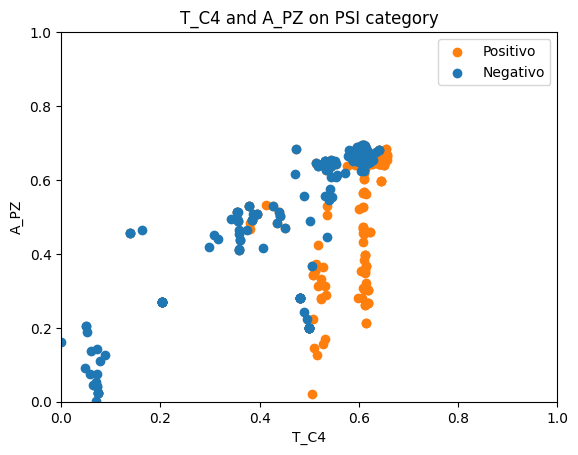 T_C4 and A_PZ on PSI category
Positivo
Negativo
1.0
0.8
0.6
0.4
0.2
0.0
A_PZ
0.0 0.2 0.4 0.6 0.8 1.0
T_C4